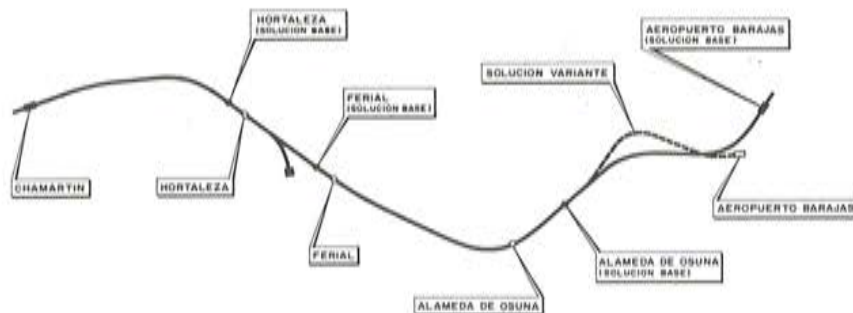 HORTALEZA
(SOLUCION BASE)
AEROPUERTO BARAJAS
(SOLUCION BASE)
SOLUCION VARIANTE
FERIAL
(SOLUCION BASE)
CHAMARTIN
HORTALEZA
AEROPUERTO BARAJAS
FERIAL
ALAMEDA DE OSUNA
(SOLUCION BASE)
ALAMEDA DE OSUNA